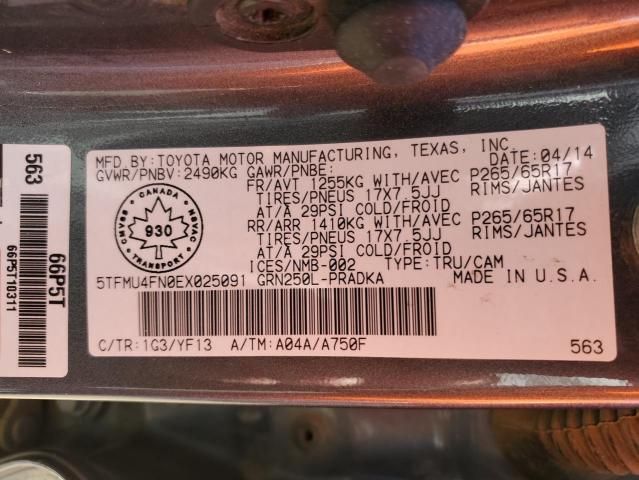 MFD. BY: TOYOTA MOTOR MANUFACTURING, TEXAS, INC.
DATE: 04/14
GVWR/PNBV: 2490KG GAWR/PNBE:
FR/AVT 1255KG WITH/AVEC P265/65R17
TIRES/PNEUS 17X7.5JJ RIMS/JANTES
AT/A 29PSI COLD/FROID
RR/ARR 1410KG WITH/AVEC P265/65R17
TIRES/PNEUS 17X7.5JJ RIMS/JANTES
AT/A 29PSI COLD/FROID
ICES/NMB-002 TYPE: TRU/CAM
5TFMU4FN0EX025091 GRN250L-PRADKA MADE IN U.S.A.
C/TR: 1G3/YF13 A/TM: A04A/A750F 563
CANADA
930
TRANSPORT
563
66P5T
66P5T10311